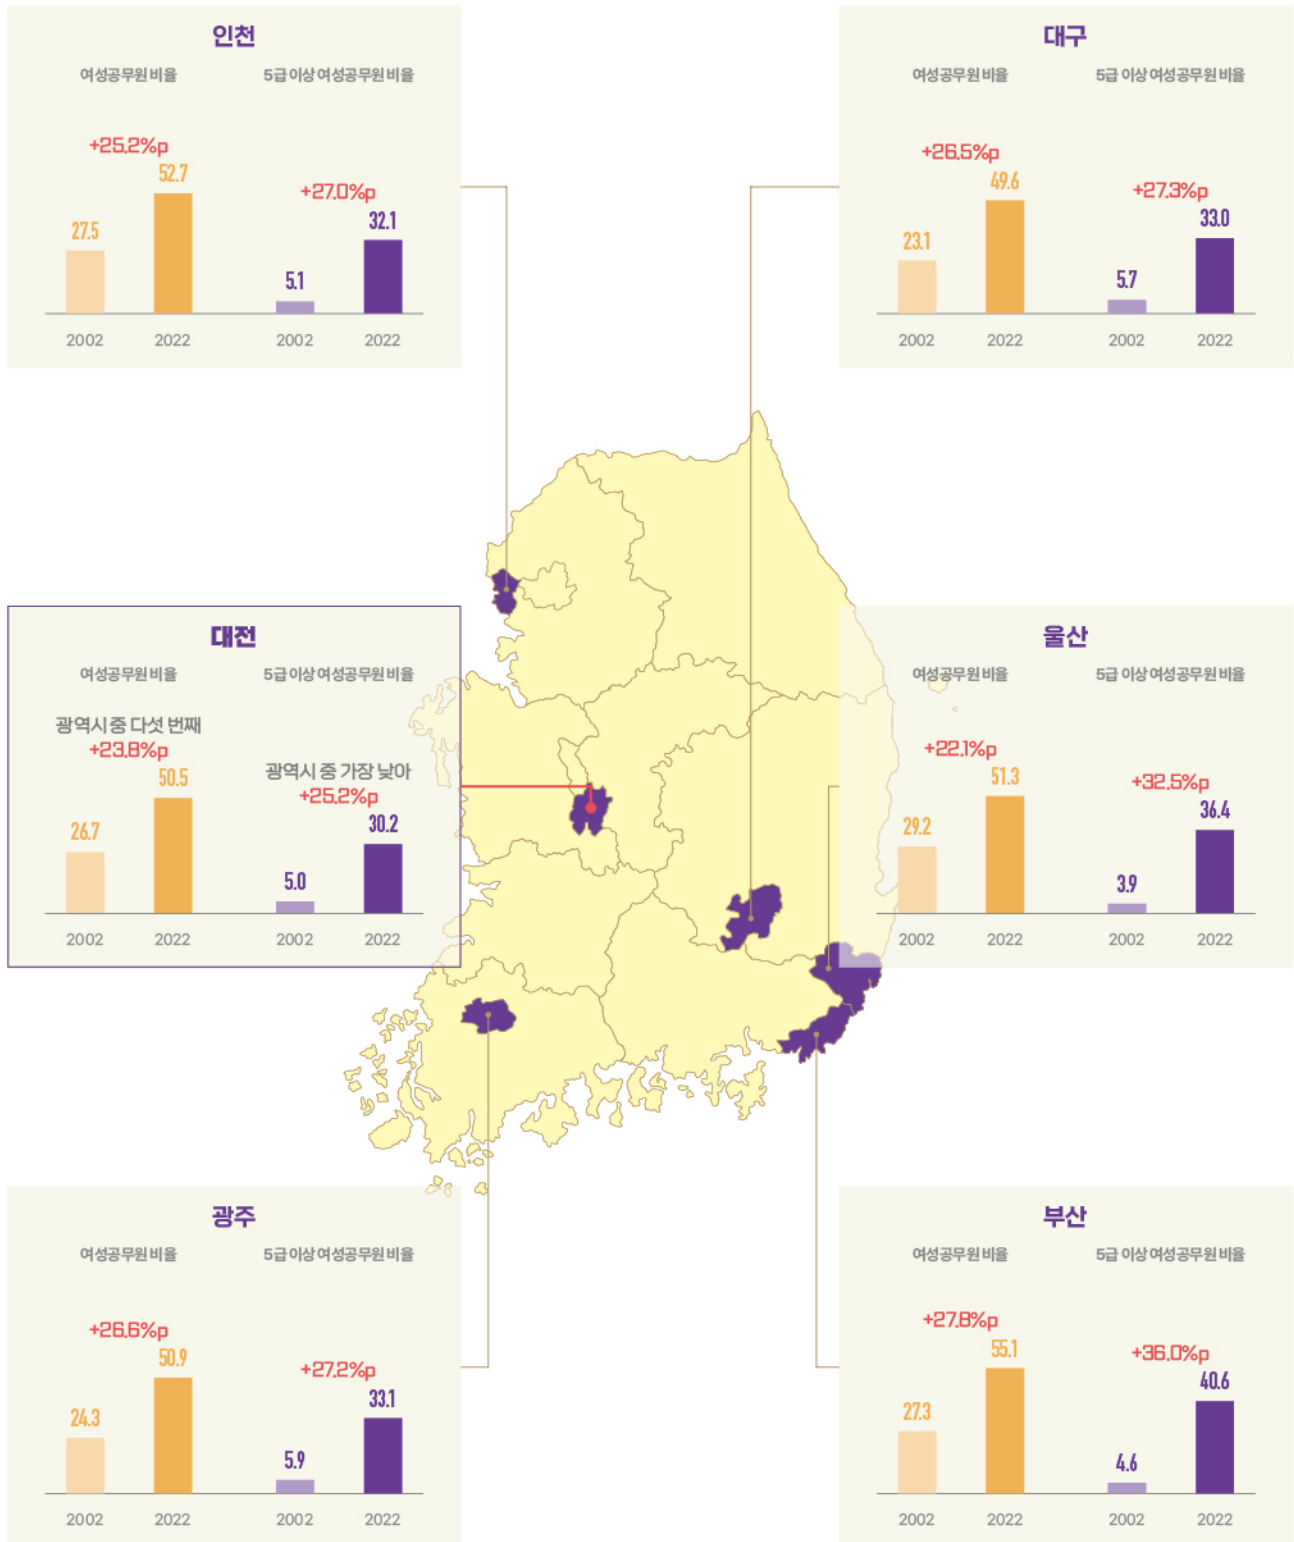 인천
여성공무원 비율 5급 이상 여성공무원 비율
+25.2%p
52.7
27.5
+27.0%p
32.1
5.1
2002 2022 2002 2022
대구
여성공무원 비율 5급 이상 여성공무원 비율
+26.5%p
49.6
23.1
+27.3%p
33.0
5.7
2002 2022 2002 2022
대전
여성공무원 비율 5급 이상 여성공무원 비율
광역시 중 다섯 번째
+23.8%p
50.5
26.7
광역시 중 가장 낮아
+25.2%p
30.2
5.0
2002 2022 2002 2022
울산
여성공무원 비율 5급 이상 여성공무원 비율
+22.1%p
51.3
29.2
+32.5%p
36.4
3.9
2002 2022 2002 2022
광주
여성공무원 비율 5급 이상 여성공무원 비율
+26.6%p
50.9
24.3
+27.2%p
33.1
5.9
2002 2022 2002 2022
부산
여성공무원 비율 5급 이상 여성공무원 비율
+27.8%p
55.1
27.3
+36.0%p
40.6
4.6
2002 2022 2002 2022